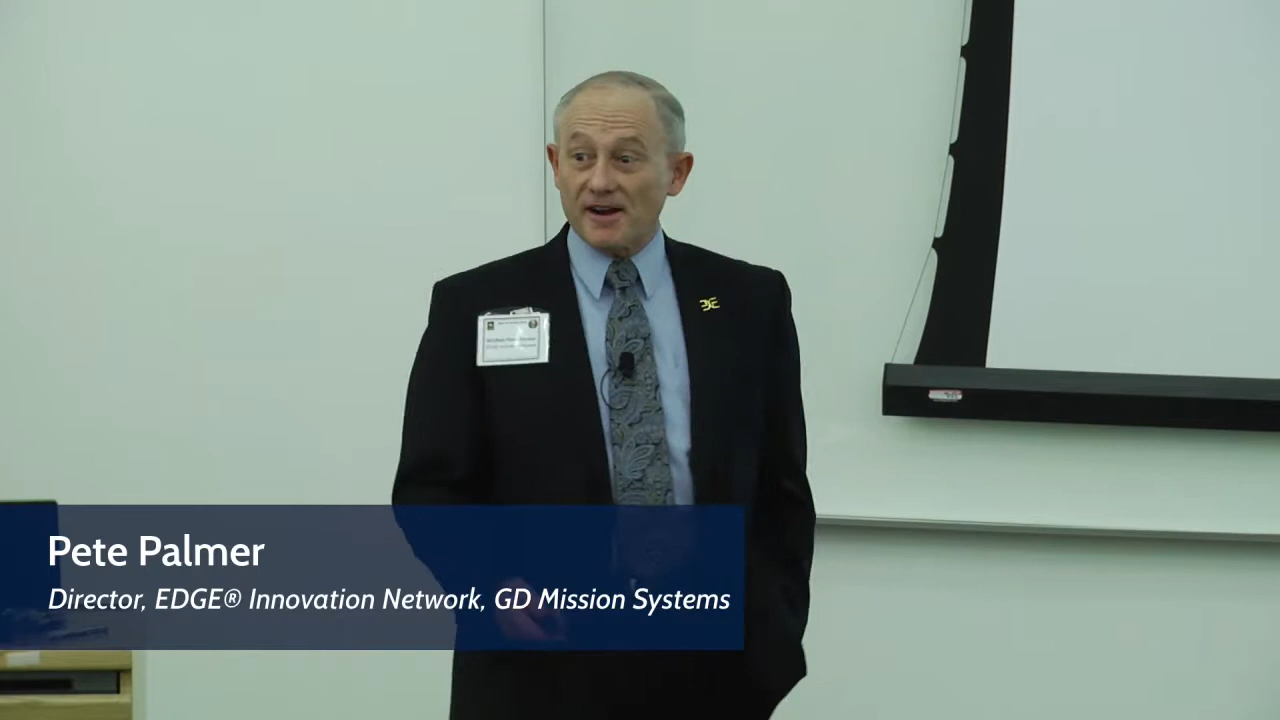 Pete Palmer
Director, EDGE® Innovation Network, GD Mission Systems